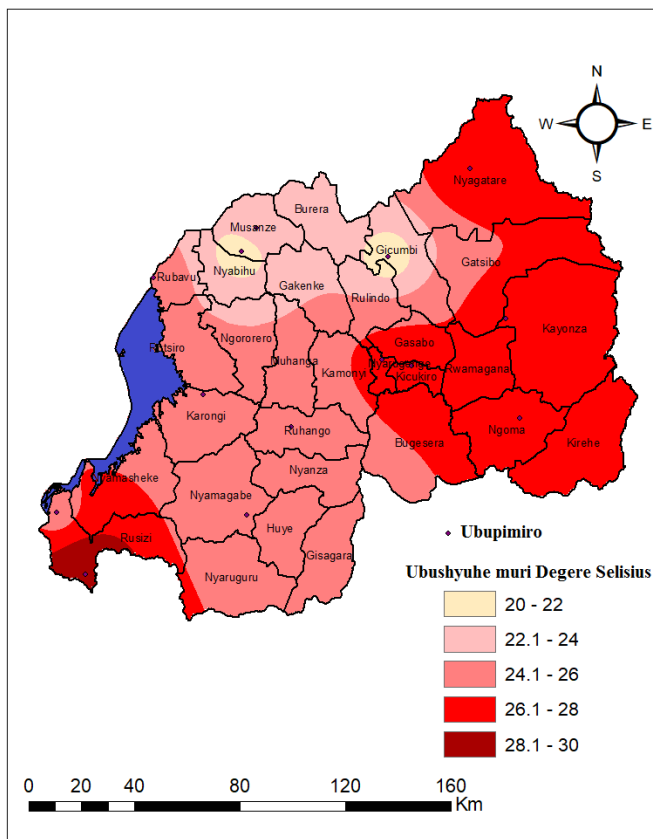 N
W E
S
Nyagatare
Burera
Musanze
Gicumbi
Nyabihu
Gatsibo
Rubavu
Gakenke
Rulindo
Kayonza
Rutsiro
Ngororero
Gasabo
Muhanga
Nyarugenge
Kamonyi
Kicukiro
Rwamagana
Karongi
Ruhango
Ngoma
Bugesera
Kirehe
Nyanza
Nyamasheke
Nyamagabe
Huye
Rusizi
Gisagara
Nyaruguru
Ubupimiro
Ubushyuhe muri Degere Selisius
20 - 22
22.1 - 24
24.1 - 26
26.1 - 28
28.1 - 30
0 20 40 80 120 160
Km